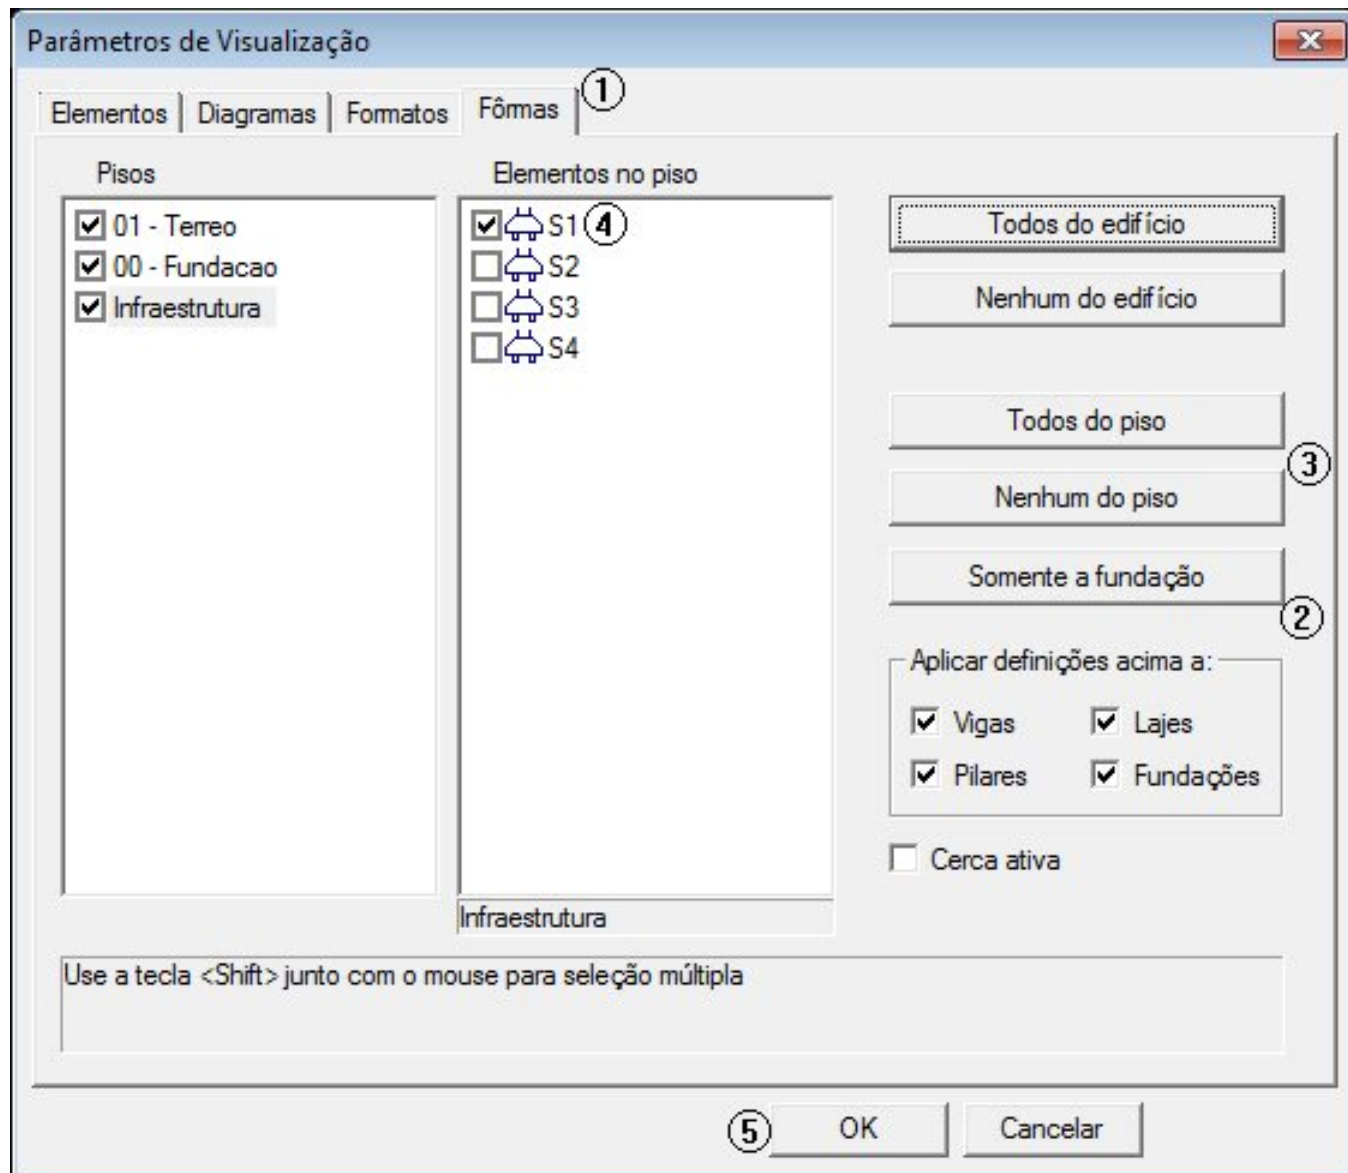 Parâmetros de Visualização
Elementos Diagramas Formatos Fôrmas 1
Pisos
01 - Terreo
00 - Fundacao
Infraestrutura
Elementos no piso
S1 4
S2
S3
S4
Infraestrutura
Todos do edifício
Nenhum do edifício
Todos do piso
3
Nenhum do piso
Somente a fundação
2
Aplicar definições acima a:
Vigas Lajes
Pilares Fundações
Cerca ativa
Use a tecla <Shift> junto com o mouse para seleção múltipla
5 OK Cancelar